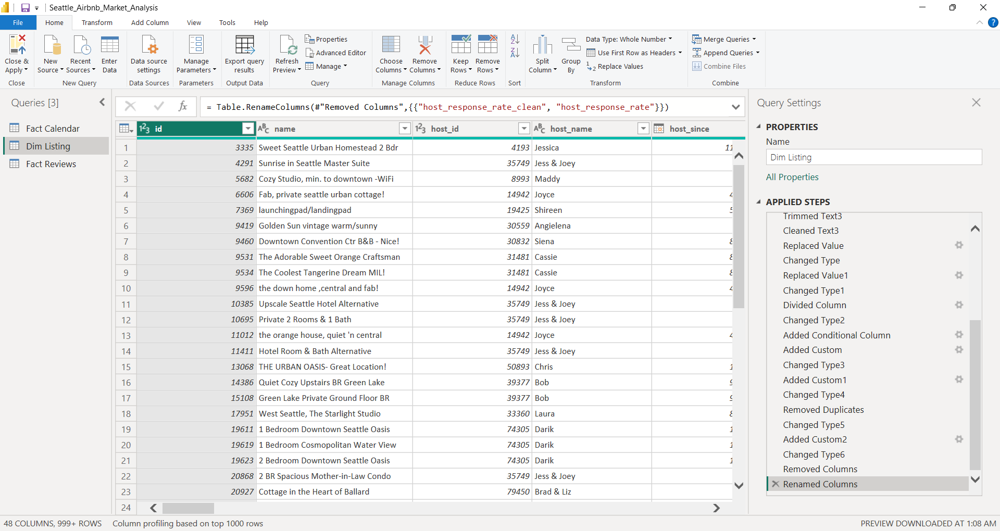 Seattle_Airbnb_Market_Analysis
File Home Transform Add Column View Tools Help
Close & Apply
Close
New Source
Recent Sources
Enter Data
New Query
Data source settings
Data Sources
Manage Parameters
Parameters
Export query results
Output Data
Refresh Preview
Properties
Advanced Editor
Manage
Query
Choose Columns
Remove Columns
Manage Columns
Keep Rows
Remove Rows
Reduce Rows
Sort
Split Column
Group By
Data Type: Whole Number
Use First Row as Headers
Replace Values
Transform
Merge Queries
Append Queries
Combine Files
Combine
Queries [3]
Fact Calendar
Dim Listing
Fact Reviews
fx = Table.RenameColumns(#"Removed Columns",{{"host_response_rate_clean", "host_response_rate"}})
id name host_id host_name host_since
1 3335 Sweet Seattle Urban Homestead 2 Bdr 4193 Jessica 11
2 4291 Sunrise in Seattle Master Suite 35749 Jess & Joey
3 5682 Cozy Studio, min. to downtown -WiFi 8993 Maddy
4 6606 Fab, private seattle urban cottage! 14942 Joyce 4
5 7369 launchingpad/landingpad 19425 Shireen 5
6 9419 Golden Sun vintage warm/sunny 30559 Angielena
7 9460 Downtown Convention Ctr B&B - Nice! 30832 Siena 8
8 9531 The Adorable Sweet Orange Craftsman 31481 Cassie 8
9 9534 The Coolest Tangerine Dream MIL! 31481 Cassie 8
10 9596 the down home ,central and fab! 14942 Joyce 4
11 10385 Upscale Seattle Hotel Alternative 35749 Jess & Joey
12 10695 Private 2 Rooms & 1 Bath 35749 Jess & Joey
13 11012 the orange house, quiet 'n central 14942 Joyce 4
14 11411 Hotel Room & Bath Alternative 35749 Jess & Joey
15 13068 THE URBAN OASIS- Great Location! 50893 Chris 1
16 14386 Quiet Cozy Upstairs BR Green Lake 39377 Bob 9
17 15108 Green Lake Private Ground Floor BR 39377 Bob 9
18 17951 West Seattle, The Starlight Studio 33360 Laura 8
19 19611 1 Bedroom Downtown Seattle Oasis 74305 Darik 1
20 19619 1 Bedroom Cosmopolitan Water View 74305 Darik 1
21 19623 2 Bedroom Downtown Seattle Oasis 74305 Darik 1
22 20868 2 BR Spacious Mother-in-Law Condo 35749 Jess & Joey
23 20927 Cottage in the Heart of Ballard 79450 Brad & Liz
24
Query Settings
PROPERTIES
Name
Dim Listing
All Properties
APPLIED STEPS
Trimmed Text3
Cleaned Text3
Replaced Value
Changed Type
Replaced Value1
Changed Type1
Divided Column
Changed Type2
Added Conditional Column
Added Custom
Changed Type3
Added Custom1
Changed Type4
Removed Duplicates
Changed Type5
Added Custom2
Changed Type6
Removed Columns
Renamed Columns
48 COLUMNS, 999+ ROWS Column profiling based on top 1000 rows PREVIEW DOWNLOADED AT 1:08 AM